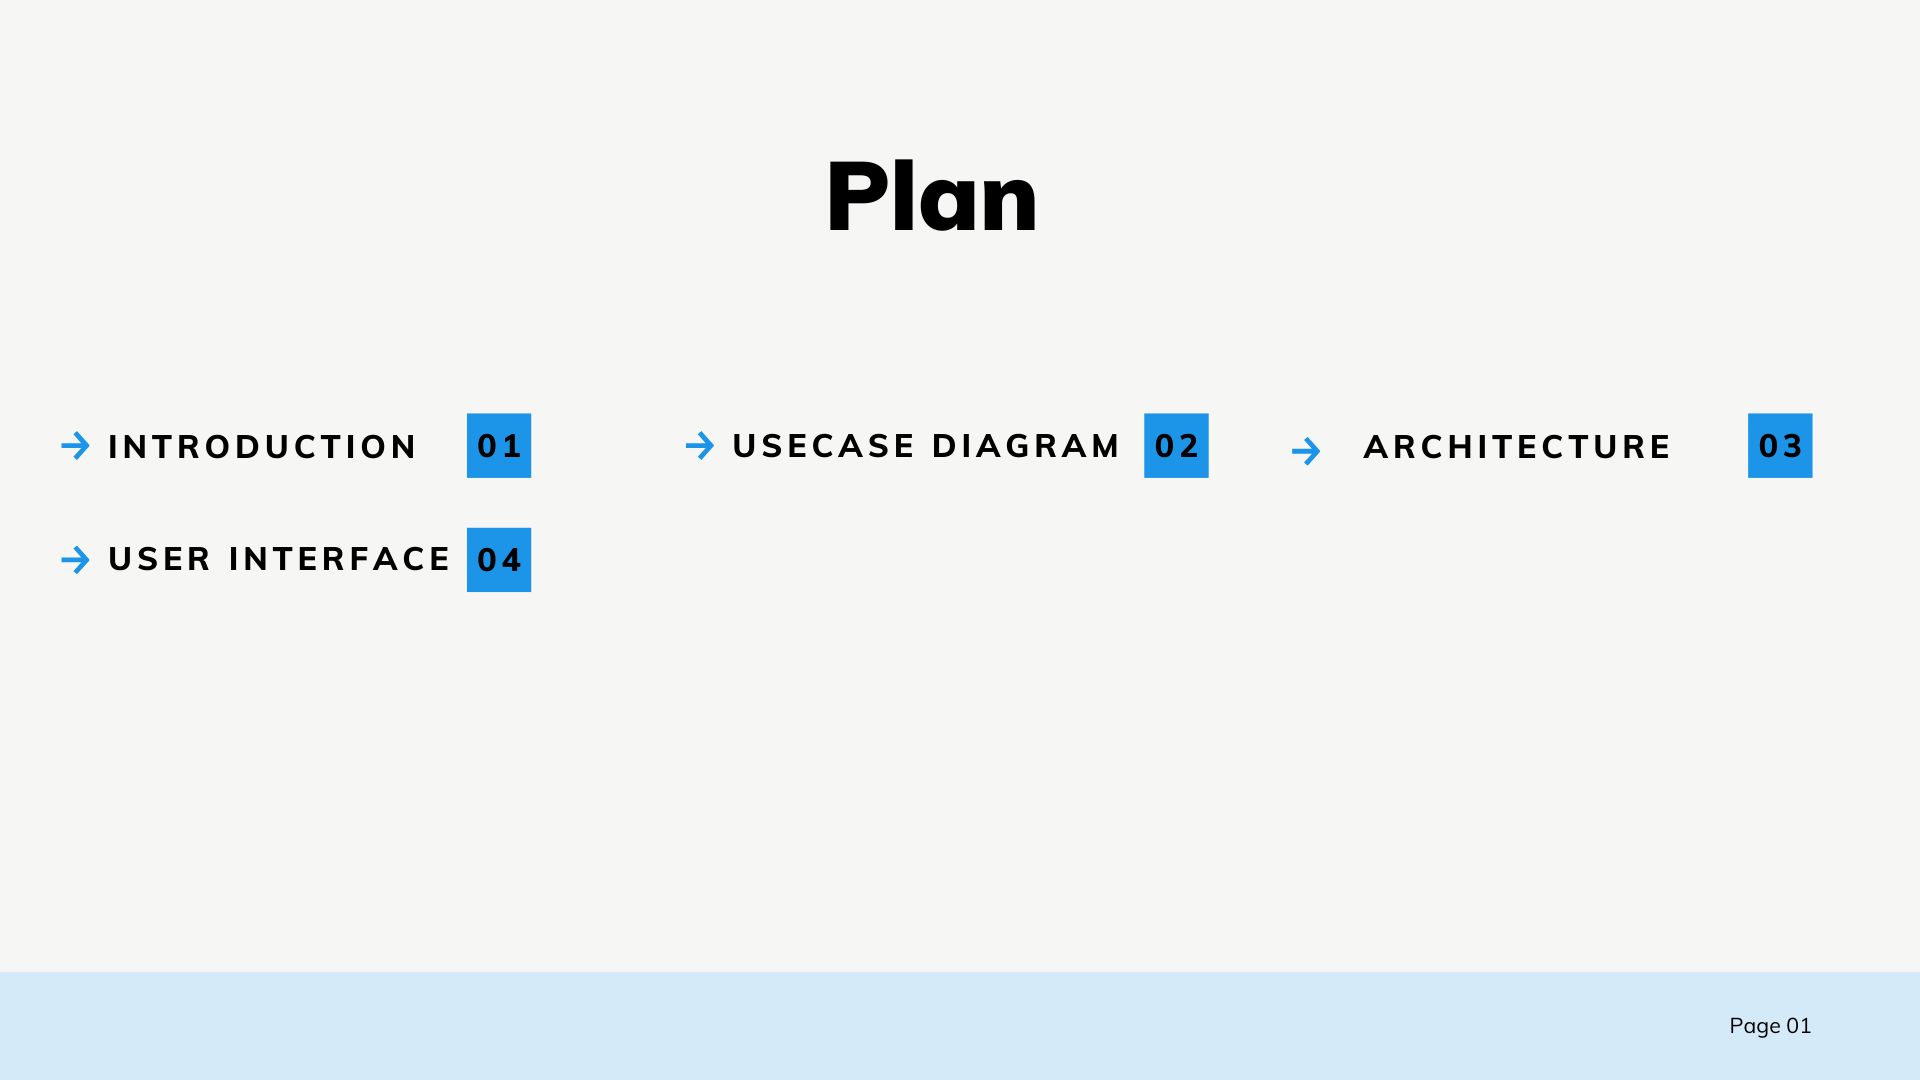 Plan
INTRODUCTION 01
USECASE DIAGRAM 02
ARCHITECTURE 03
USER INTERFACE 04
Page 01